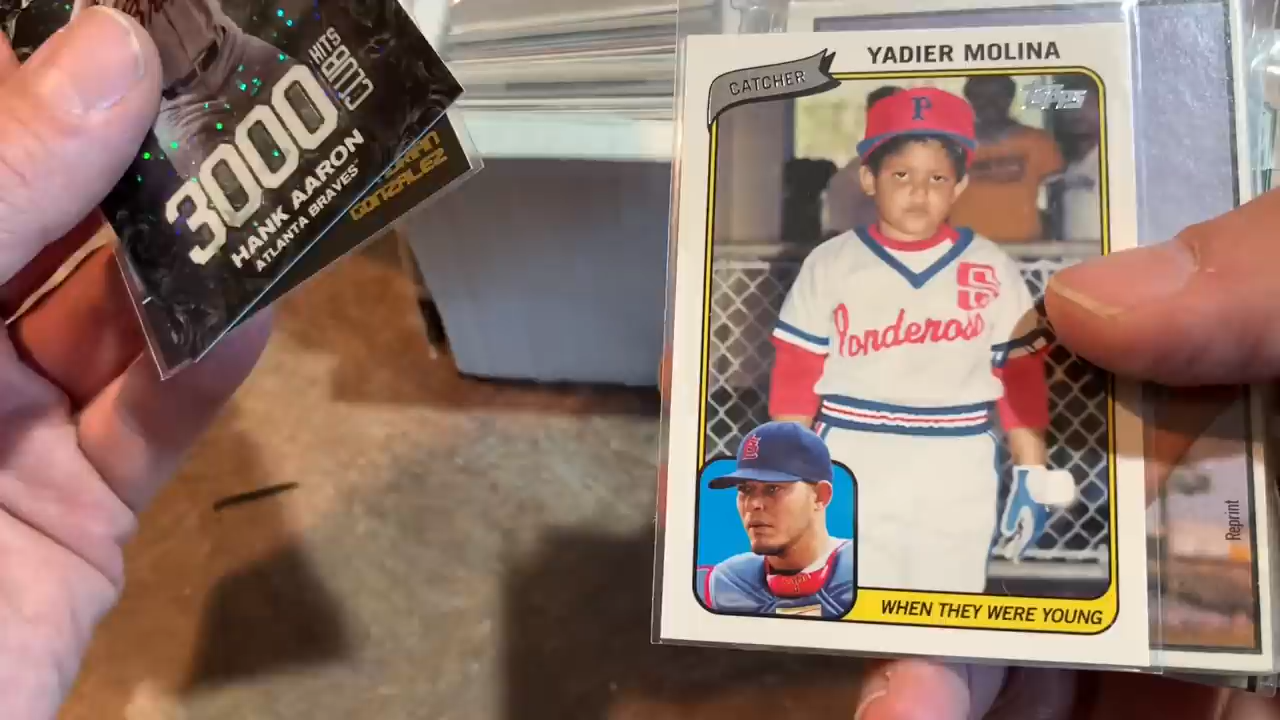 3000
HITS
CLUB
HANK AARON
ATLANTA BRAVES
GONZALEZ
YADIER MOLINA
CATCHER
Topps
P
S
Ponderosa
WHEN THEY WERE YOUNG
Reprint